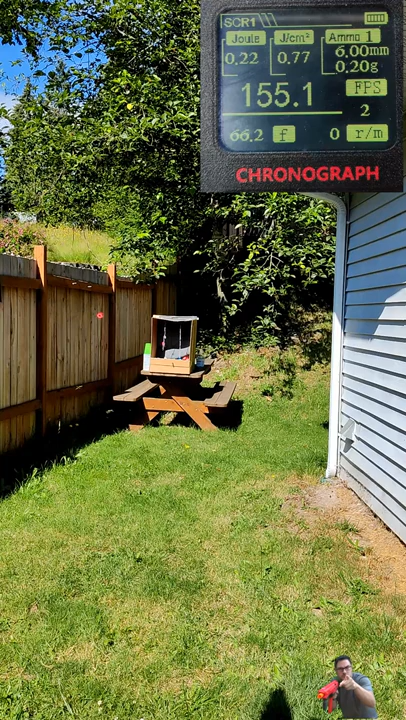 SCR1
Joule J/cm² Ammo 1
0.22 0.77 6.00mm
0.20g
155.1 FPS
2
66.2 f 0 r/m
CHRONOGRAPH